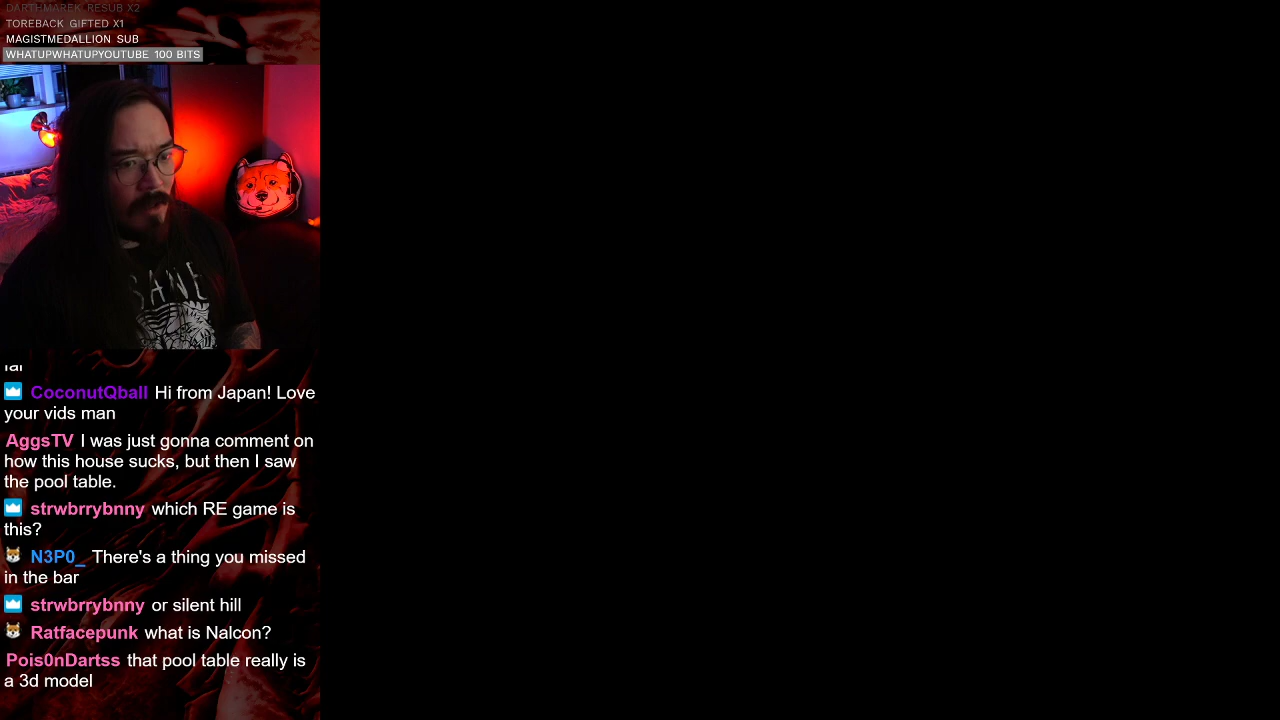 DARTHMAREK RESUB X2
TOREBACK GIFTED X1
MAGISTMEDALLION SUB
WHATUPWHATUPYOUTUBE 100 BITS
SANE
CoconutQball Hi from Japan! Love
your vids man
AggsTV I was just gonna comment on
how this house sucks, but then I saw
the pool table.
strwbrrybnny which RE game is
this?
N3P0_ There's a thing you missed
in the bar
strwbrrybnny or silent hill
Ratfacepunk what is Nalcon?
Pois0nDartss that pool table really is
a 3d model